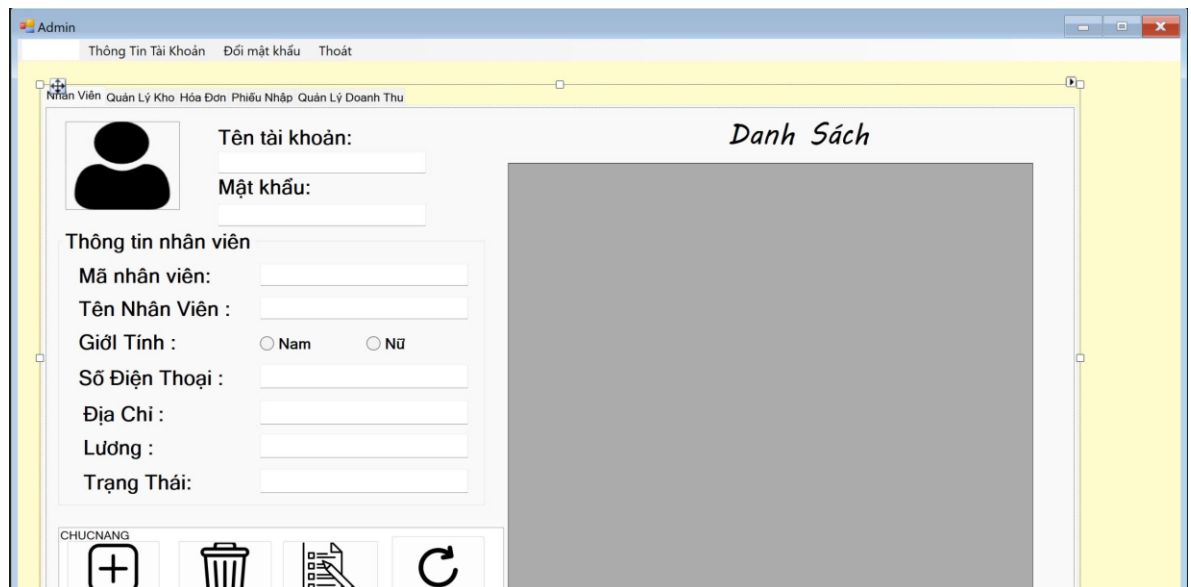 Admin
Thông Tin Tài Khoản Đổi mật khẩu Thoát
Nhân Viên Quản Lý Kho Hóa Đơn Phiếu Nhập Quản Lý Doanh Thu
Tên tài khoản:
Mật khẩu:
Danh Sách
Thông tin nhân viên
Mã nhân viên:
Tên Nhân Viên :
GiớI Tính :
Nam Nữ
Số Điện Thoại :
Địa Chỉ :
Lương :
Trạng Thái:
CHUCNANG